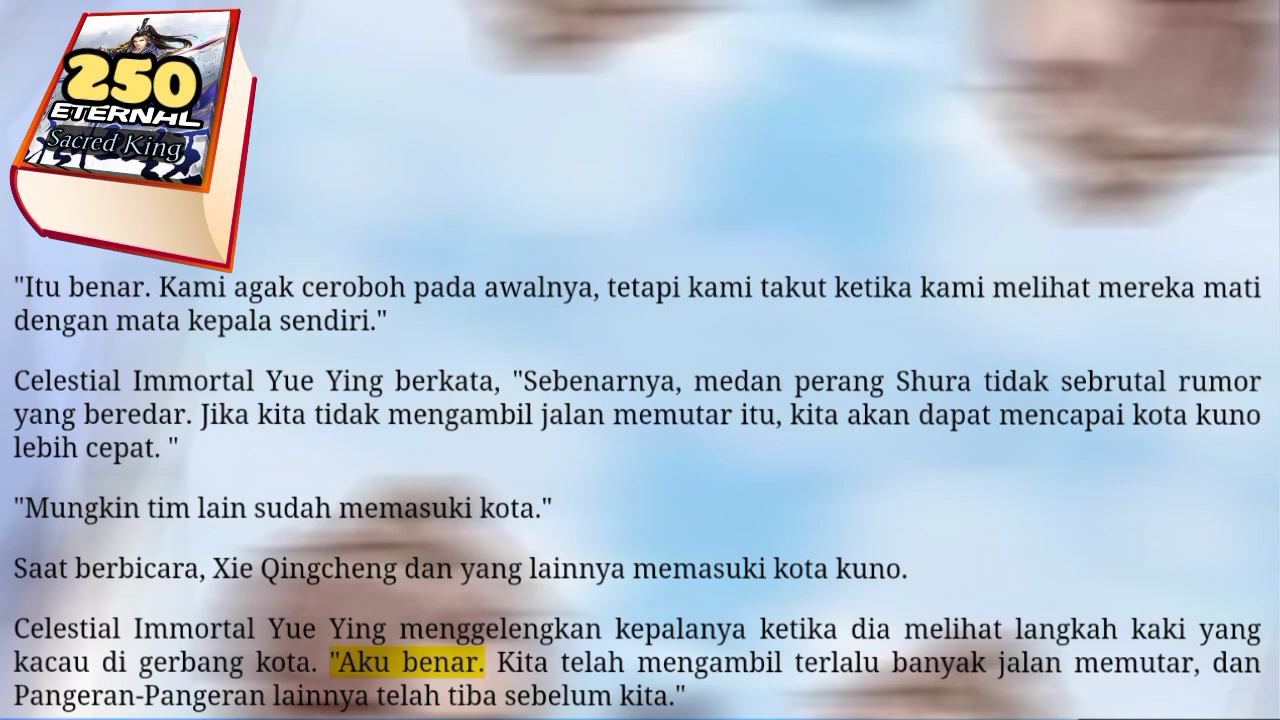 250
ETERNAL
Sacred King
"Itu benar. Kami agak ceroboh pada awalnya, tetapi kami takut ketika kami melihat mereka mati
dengan mata kepala sendiri."
Celestial Immortal Yue Ying berkata, "Sebenarnya, medan perang Shura tidak sebrutal rumor
yang beredar. Jika kita tidak mengambil jalan memutar itu, kita akan dapat mencapai kota kuno
lebih cepat. "
"Mungkin tim lain sudah memasuki kota."
Saat berbicara, Xie Qingcheng dan yang lainnya memasuki kota kuno.
Celestial Immortal Yue Ying menggelengkan kepalanya ketika dia melihat langkah kaki yang
kacau di gerbang kota. "Aku benar. Kita telah mengambil terlalu banyak jalan memutar, dan
Pangeran-Pangeran lainnya telah tiba sebelum kita."